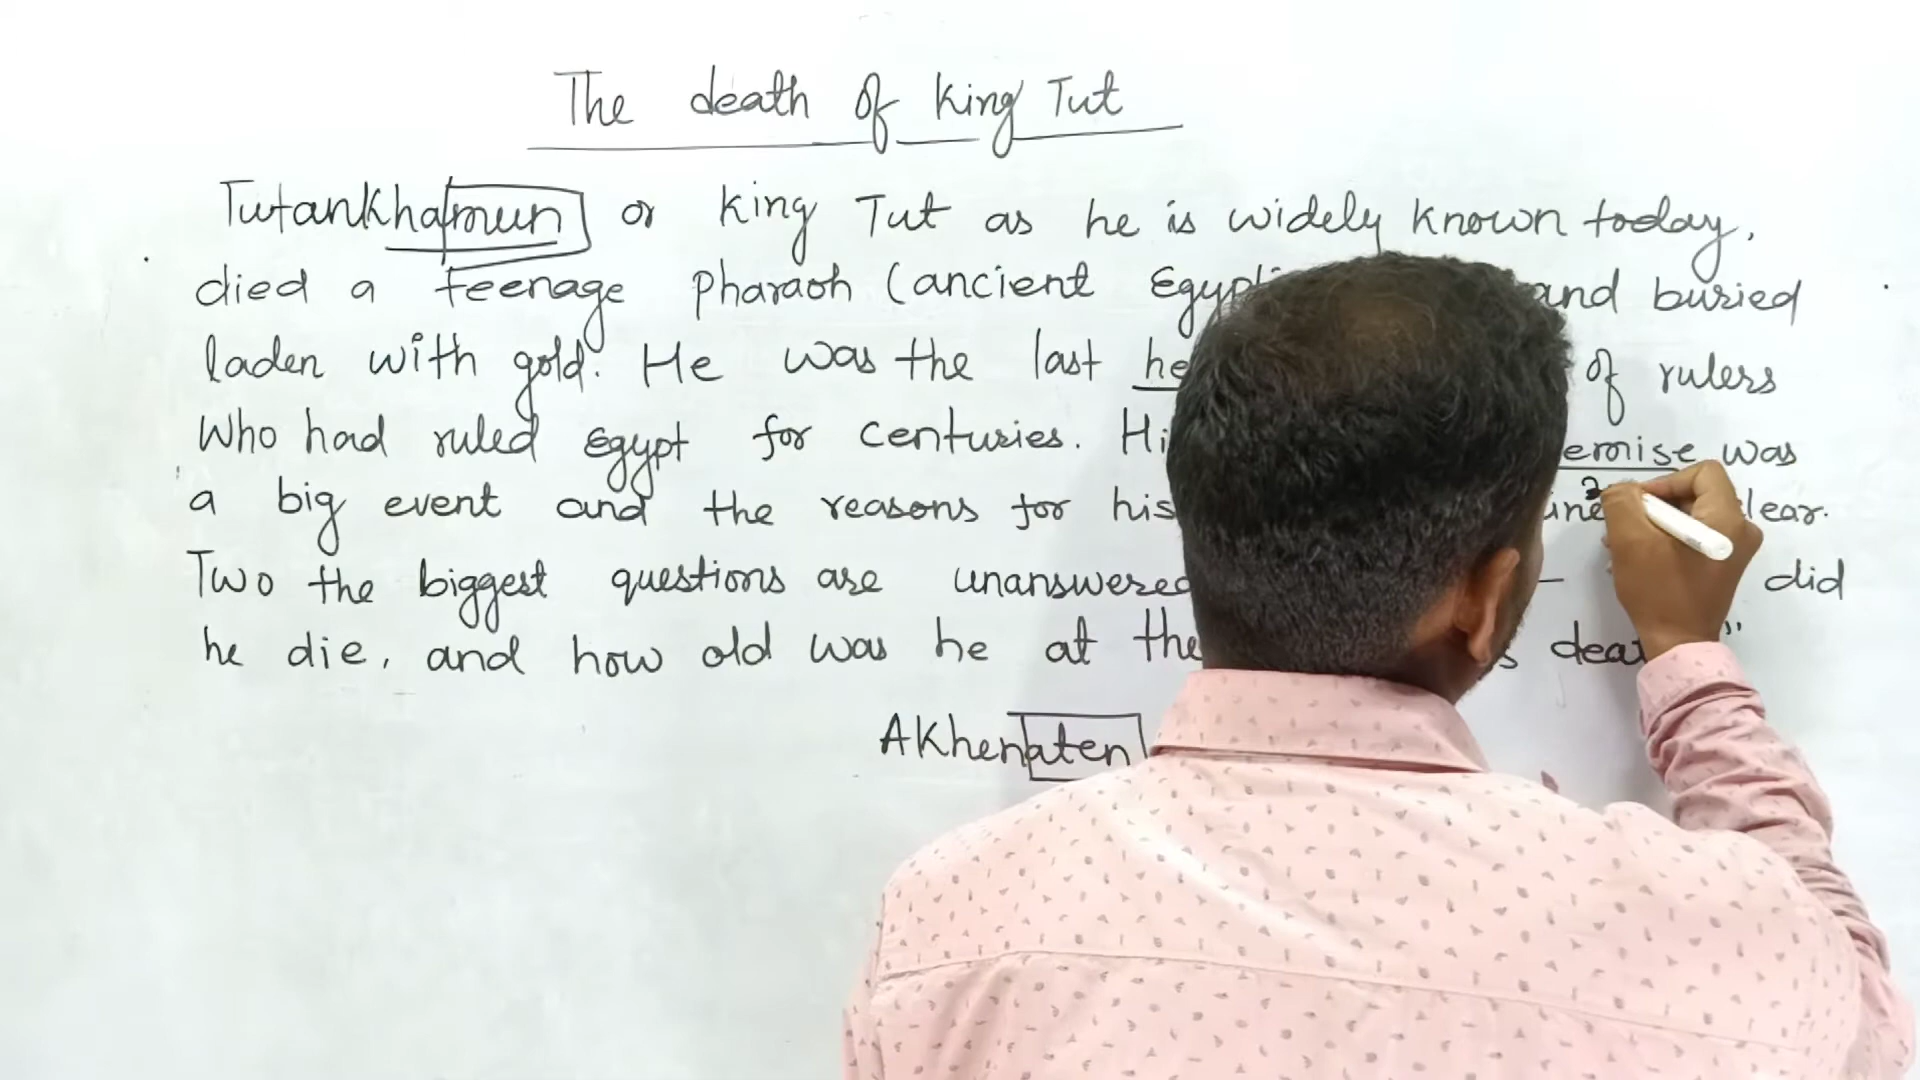 The death of King Tut
Tutankhamun or King Tut as he is widely known today,
died a teenage pharaoh (ancient and buried
laden with gold. He was the last of rulers
Who had ruled Egypt for centuries. was
a big event and the reasons for his
Two the biggest questions are unanswered — did
he die, and how old was he at
AKhenaten